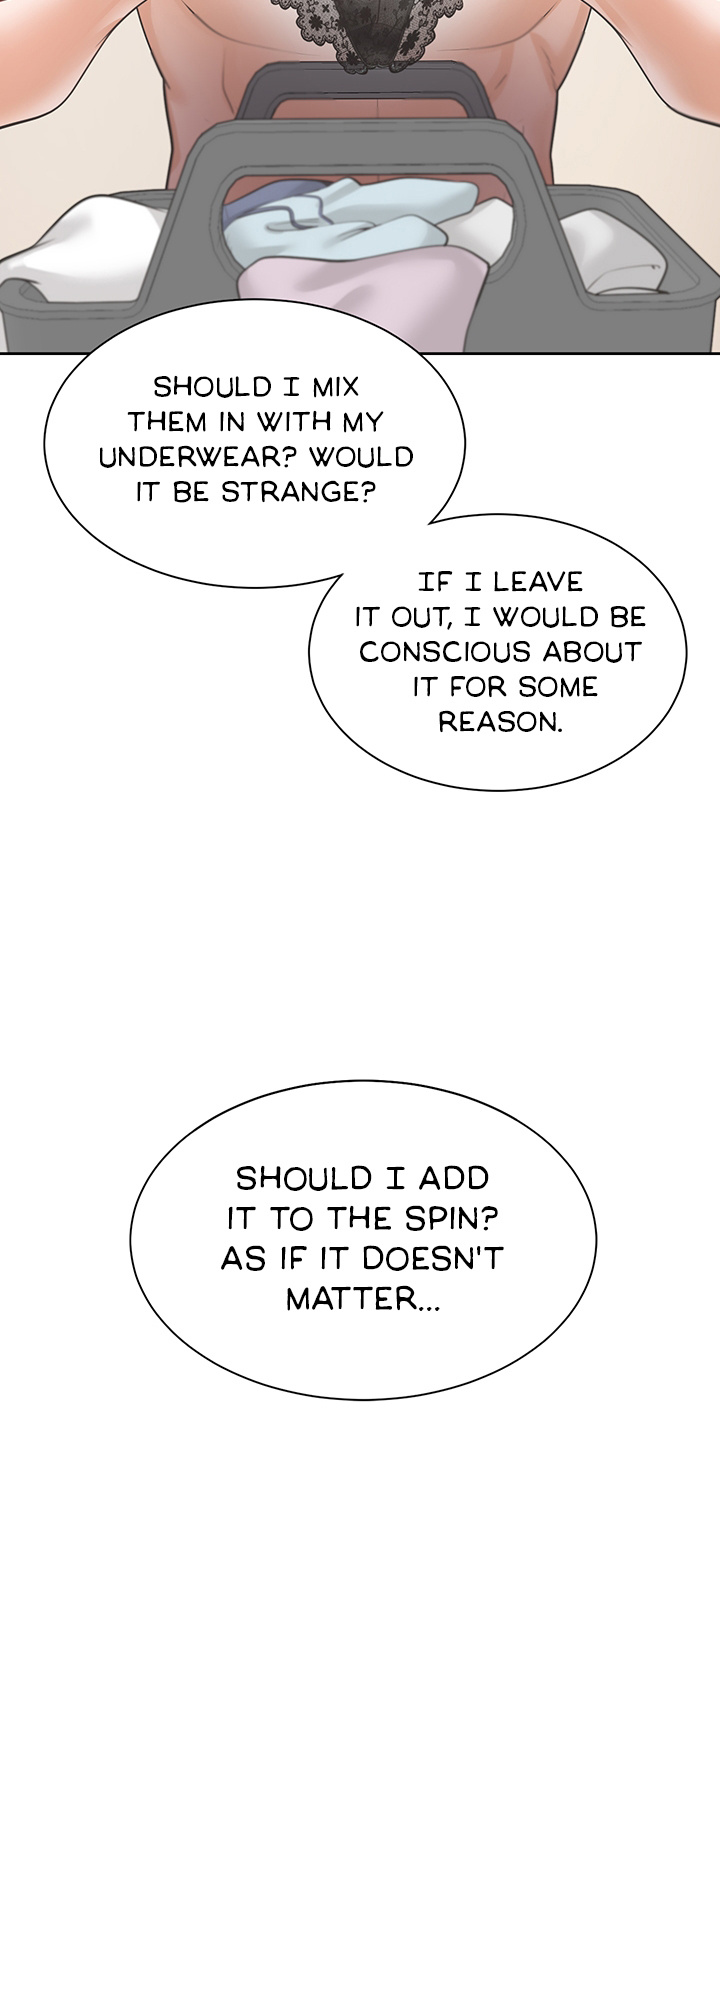 SHOULD I MIX
THEM IN WITH MY
UNDERWEAR? WOULD
IT BE STRANGE?
IF I LEAVE
IT OUT, I WOULD BE
CONSCIOUS ABOUT
IT FOR SOME
REASON.
SHOULD I ADD
IT TO THE SPIN?
AS IF IT DOESN'T
MATTER...